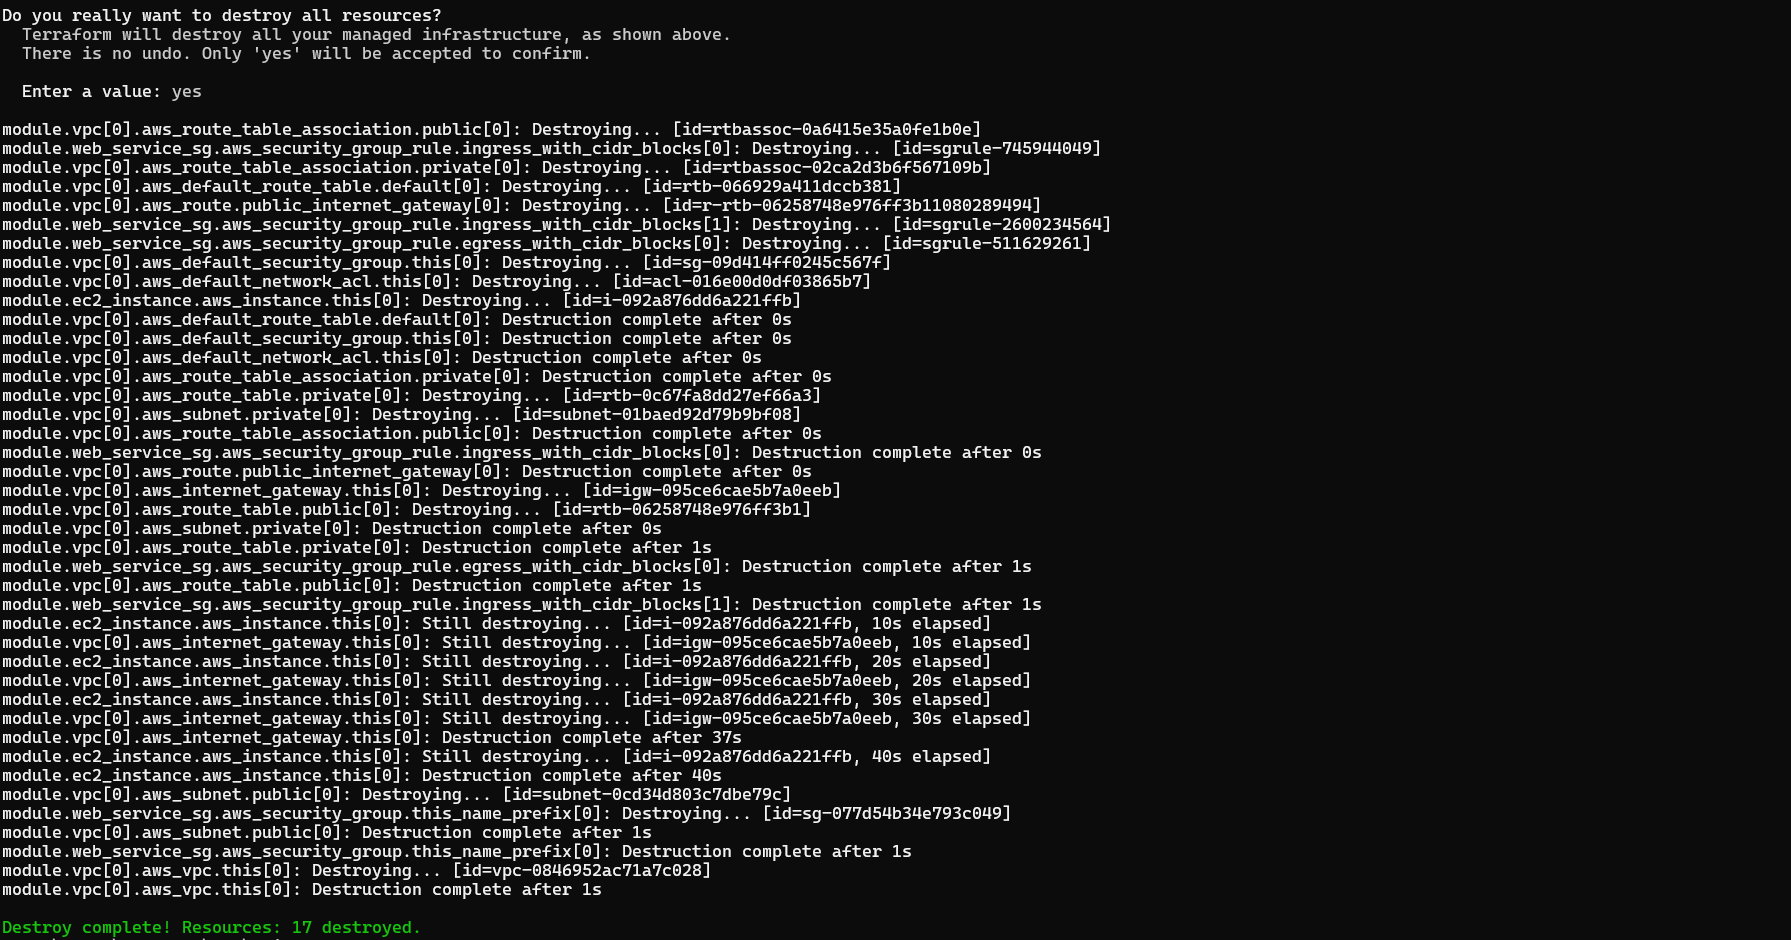 Do you really want to destroy all resources?
  Terraform will destroy all your managed infrastructure, as shown above.
  There is no undo. Only 'yes' will be accepted to confirm.

  Enter a value: yes

module.vpc[0].aws_route_table_association.public[0]: Destroying... [id=rtbassoc-0a6415e35a0fe1b0e]
module.web_service_sg.aws_security_group_rule.ingress_with_cidr_blocks[0]: Destroying... [id=sgrule-745944049]
module.vpc[0].aws_route_table_association.private[0]: Destroying... [id=rtbassoc-02ca2d3b6f567109b]
module.vpc[0].aws_default_route_table.default[0]: Destroying... [id=rtb-066929a411dccb381]
module.vpc[0].aws_route.public_internet_gateway[0]: Destroying... [id=r-rtb-06258748e976ff3b11080289494]
module.web_service_sg.aws_security_group_rule.ingress_with_cidr_blocks[1]: Destroying... [id=sgrule-2600234564]
module.web_service_sg.aws_security_group_rule.egress_with_cidr_blocks[0]: Destroying... [id=sgrule-511629261]
module.vpc[0].aws_default_security_group.this[0]: Destroying... [id=sg-09d414ff0245c567f]
module.vpc[0].aws_default_network_acl.this[0]: Destroying... [id=acl-016e00d0df03865b7]
module.ec2_instance.aws_instance.this[0]: Destroying... [id=i-092a876dd6a221ffb]
module.vpc[0].aws_default_route_table.default[0]: Destruction complete after 0s
module.vpc[0].aws_default_security_group.this[0]: Destruction complete after 0s
module.vpc[0].aws_default_network_acl.this[0]: Destruction complete after 0s
module.vpc[0].aws_route_table_association.private[0]: Destruction complete after 0s
module.vpc[0].aws_route_table.private[0]: Destroying... [id=rtb-0c67fa8dd27ef66a3]
module.vpc[0].aws_subnet.private[0]: Destroying... [id=subnet-01baed92d79b9bf08]
module.vpc[0].aws_route_table_association.public[0]: Destruction complete after 0s
module.web_service_sg.aws_security_group_rule.ingress_with_cidr_blocks[0]: Destruction complete after 0s
module.vpc[0].aws_route.public_internet_gateway[0]: Destruction complete after 0s
module.vpc[0].aws_internet_gateway.this[0]: Destroying... [id=igw-095ce6cae5b7a0eeb]
module.vpc[0].aws_route_table.public[0]: Destroying... [id=rtb-06258748e976ff3b1]
module.vpc[0].aws_subnet.private[0]: Destruction complete after 0s
module.vpc[0].aws_route_table.private[0]: Destruction complete after 1s
module.web_service_sg.aws_security_group_rule.egress_with_cidr_blocks[0]: Destruction complete after 1s
module.vpc[0].aws_route_table.public[0]: Destruction complete after 1s
module.web_service_sg.aws_security_group_rule.ingress_with_cidr_blocks[1]: Destruction complete after 1s
module.ec2_instance.aws_instance.this[0]: Still destroying... [id=i-092a876dd6a221ffb, 10s elapsed]
module.vpc[0].aws_internet_gateway.this[0]: Still destroying... [id=igw-095ce6cae5b7a0eeb, 10s elapsed]
module.ec2_instance.aws_instance.this[0]: Still destroying... [id=i-092a876dd6a221ffb, 20s elapsed]
module.vpc[0].aws_internet_gateway.this[0]: Still destroying... [id=igw-095ce6cae5b7a0eeb, 20s elapsed]
module.ec2_instance.aws_instance.this[0]: Still destroying... [id=i-092a876dd6a221ffb, 30s elapsed]
module.vpc[0].aws_internet_gateway.this[0]: Still destroying... [id=igw-095ce6cae5b7a0eeb, 30s elapsed]
module.vpc[0].aws_internet_gateway.this[0]: Destruction complete after 37s
module.ec2_instance.aws_instance.this[0]: Still destroying... [id=i-092a876dd6a221ffb, 40s elapsed]
module.ec2_instance.aws_instance.this[0]: Destruction complete after 40s
module.vpc[0].aws_subnet.public[0]: Destroying... [id=subnet-0cd34d803c7dbe79c]
module.web_service_sg.aws_security_group.this_name_prefix[0]: Destroying... [id=sg-077d54b34e793c049]
module.vpc[0].aws_subnet.public[0]: Destruction complete after 1s
module.web_service_sg.aws_security_group.this_name_prefix[0]: Destruction complete after 1s
module.vpc[0].aws_vpc.this[0]: Destroying... [id=vpc-0846952ac71a7c028]
module.vpc[0].aws_vpc.this[0]: Destruction complete after 1s

Destroy complete! Resources: 17 destroyed.